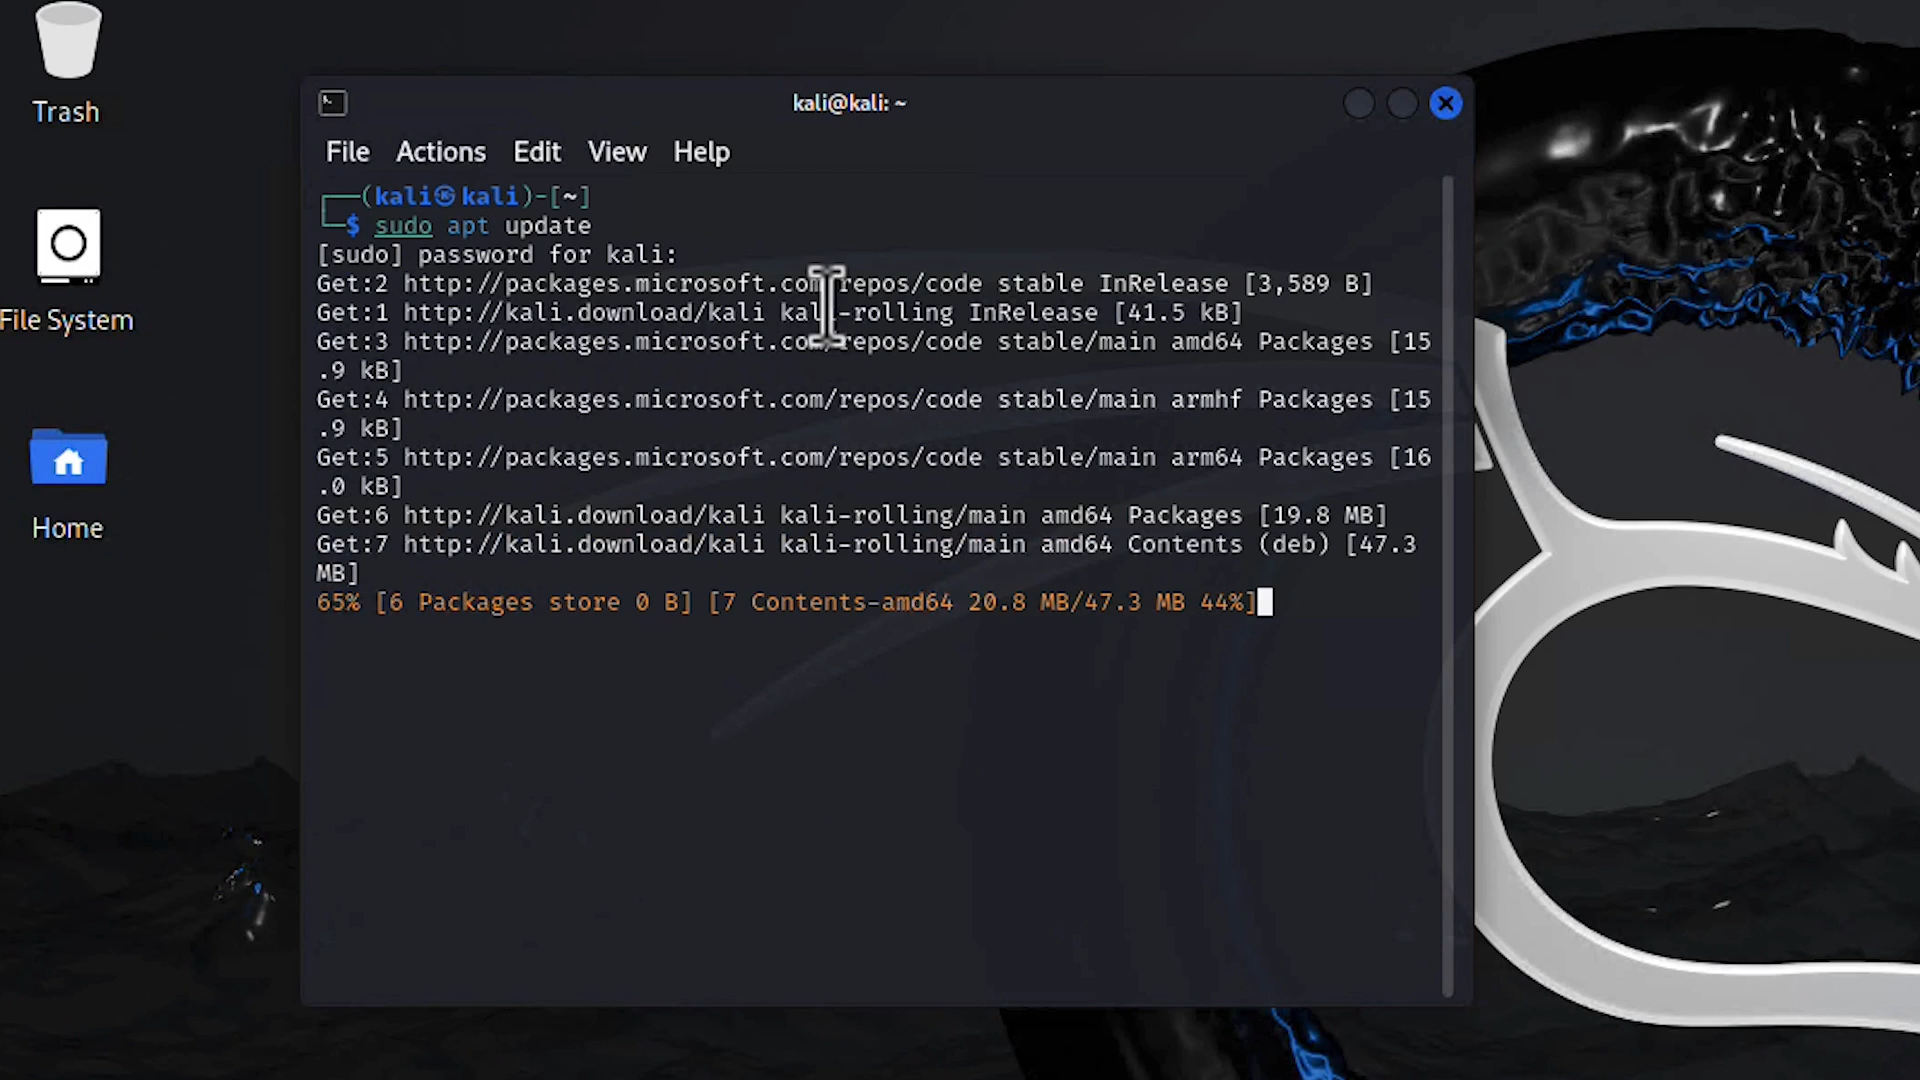 Trash
File System
Home
kali@kali: ~
File Actions Edit View Help
(kali㉿kali)-[~]
$ sudo apt update
[sudo] password for kali:
Get:2 http://packages.microsoft.com/repos/code stable InRelease [3,589 B]
Get:1 http://kali.download/kali kali-rolling InRelease [41.5 kB]
Get:3 http://packages.microsoft.com/repos/code stable/main amd64 Packages [15
.9 kB]
Get:4 http://packages.microsoft.com/repos/code stable/main armhf Packages [15
.9 kB]
Get:5 http://packages.microsoft.com/repos/code stable/main arm64 Packages [16
.0 kB]
Get:6 http://kali.download/kali kali-rolling/main amd64 Packages [19.8 MB]
Get:7 http://kali.download/kali kali-rolling/main amd64 Contents (deb) [47.3
MB]
65% [6 Packages store 0 B] [7 Contents-amd64 20.8 MB/47.3 MB 44%]